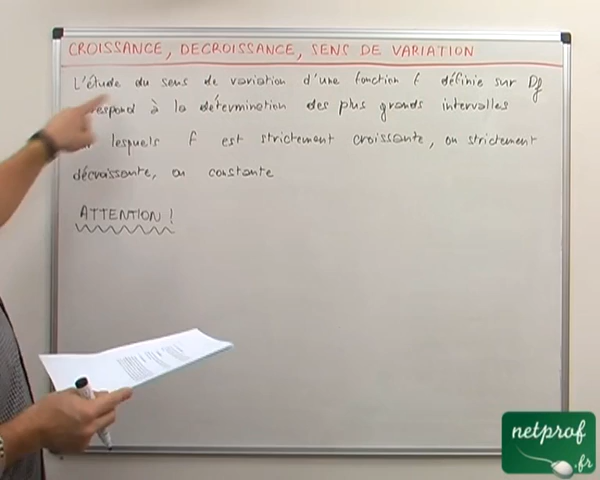 CROISSANCE, DECROISSANCE, SENS DE VARIATION
L'étude du sens de variation d'une fonction f définie sur Df
respond à la détermination des plus grands intervalles
lesquels f est strictement croissante, ou strictement
décroissante, ou constante
ATTENTION !
netprof
.fr